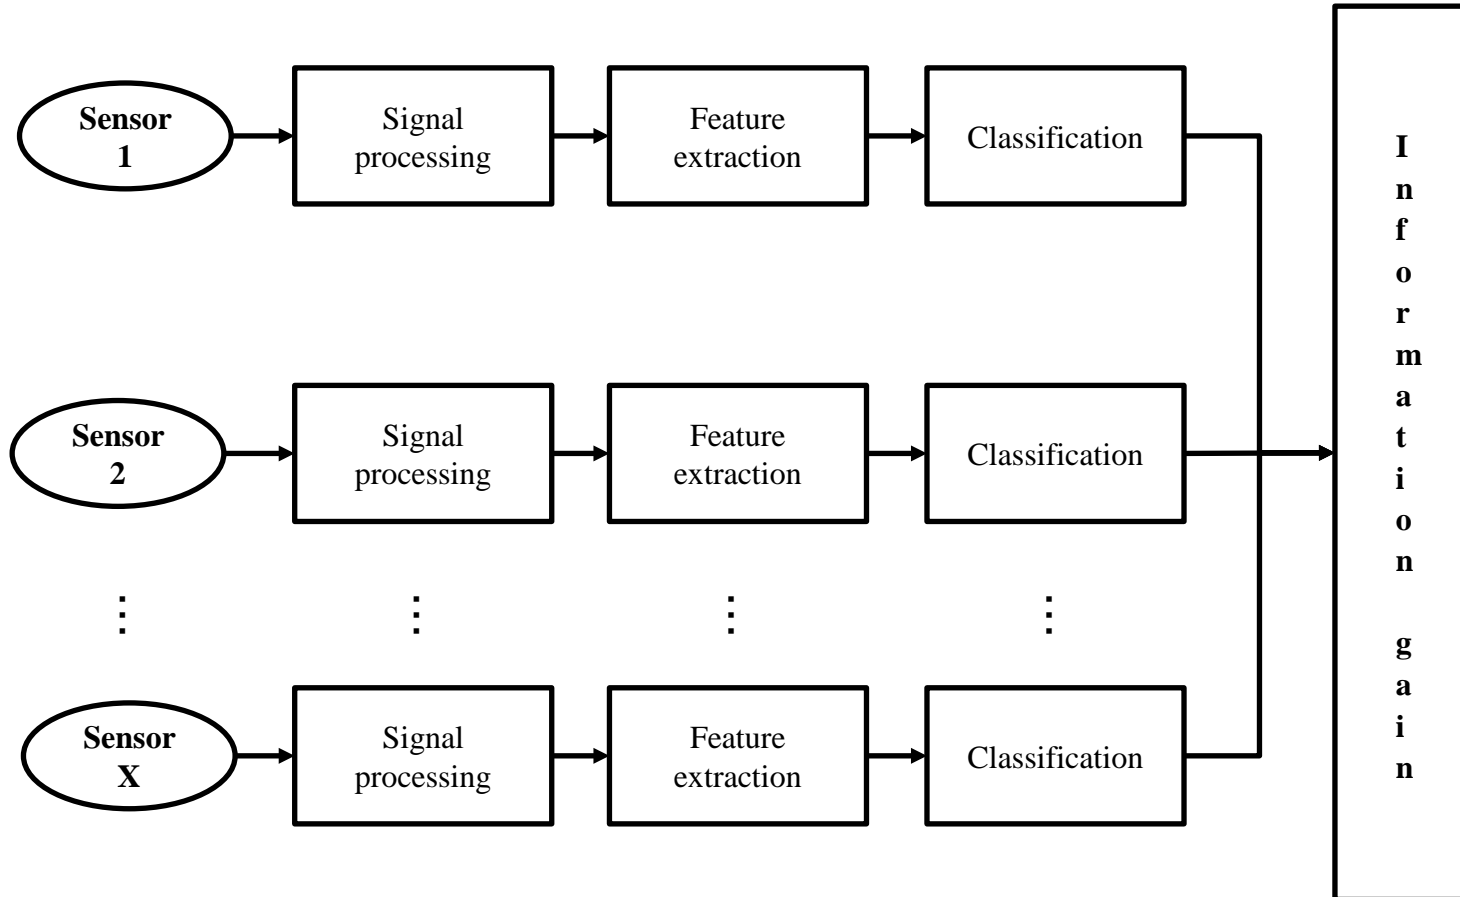 Sensor
1
Signal
processing
Feature
extraction
Classification
Sensor
2
Signal
processing
Feature
extraction
Classification
⋮ ⋮ ⋮ ⋮
Sensor
X
Signal
processing
Feature
extraction
Classification
I
n
f
o
r
m
a
t
i
o
n
g
a
i
n